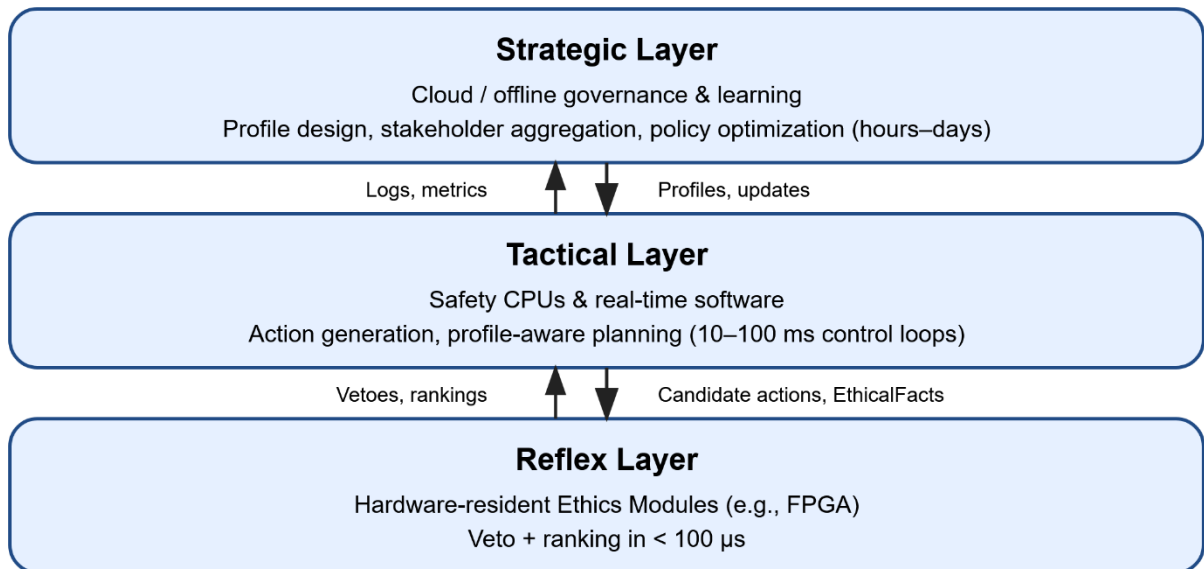 Strategic Layer
Cloud / offline governance & learning
Profile design, stakeholder aggregation, policy optimization (hours–days)
Logs, metrics
Profiles, updates
Tactical Layer
Safety CPUs & real-time software
Action generation, profile-aware planning (10–100 ms control loops)
Vetoes, rankings
Candidate actions, EthicalFacts
Reflex Layer
Hardware-resident Ethics Modules (e.g., FPGA)
Veto + ranking in < 100 µs